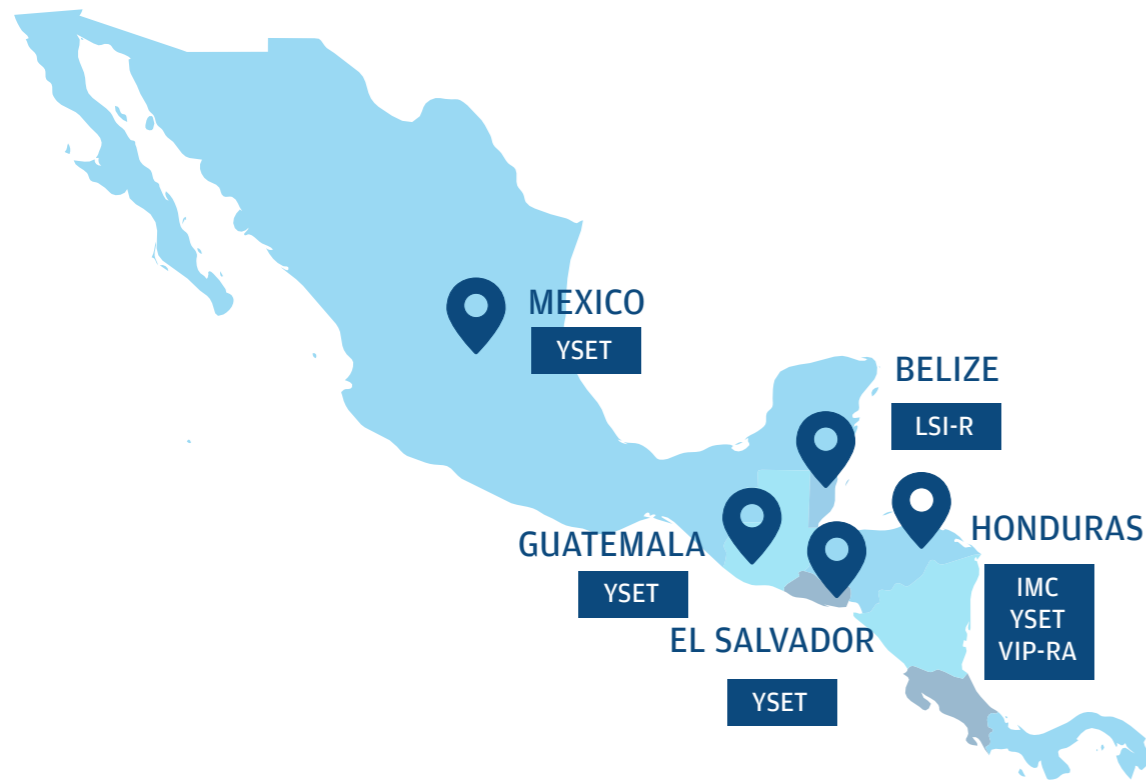 MEXICO
YSET
BELIZE
LSI-R
GUATEMALA
YSET
HONDURAS
IMC
YSET
VIP-RA
EL SALVADOR
YSET